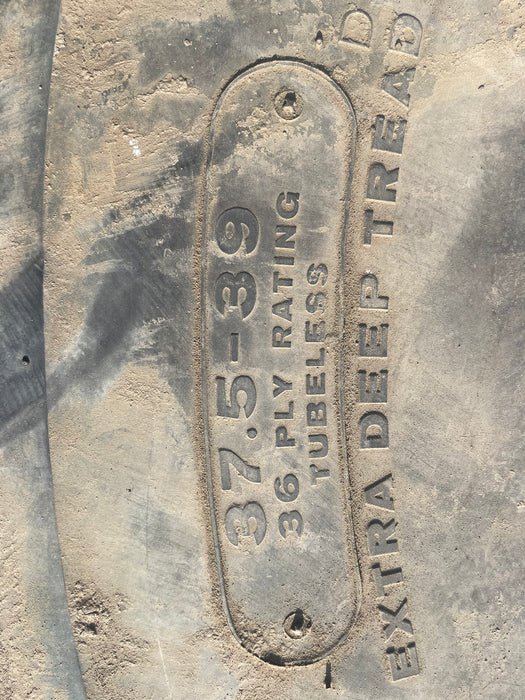 37.5-39
36 PLY RATING
TUBELESS
EXTRA DEEP TREAD